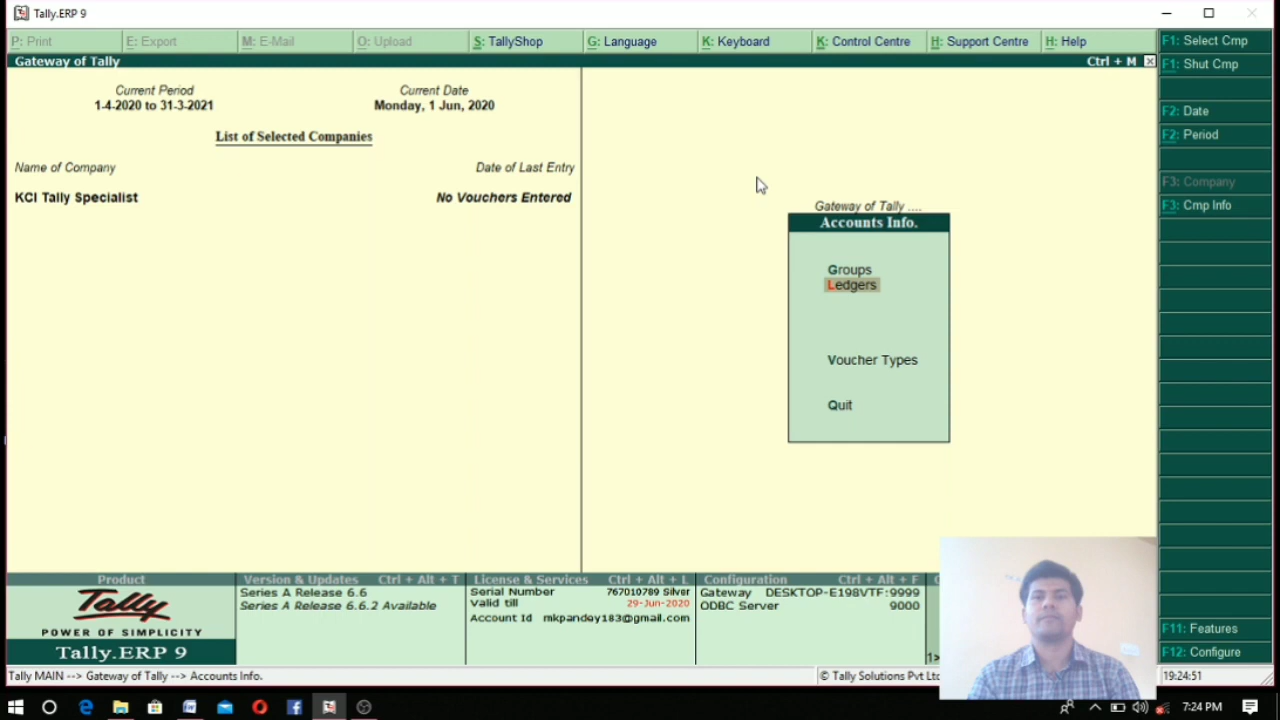 Tally.ERP 9
P: Print E: Export M: E-Mail O: Upload S: TallyShop G: Language K: Keyboard K: Control Centre H: Support Centre H: Help
Gateway of Tally Ctrl + M
Current Period Current Date
1-4-2020 to 31-3-2021 Monday, 1 Jun, 2020
List of Selected Companies
Name of Company Date of Last Entry
KCI Tally Specialist No Vouchers Entered
Gateway of Tally ....
Accounts Info.
Groups
Ledgers
Voucher Types
Quit
F1: Select Cmp
F1: Shut Cmp
F2: Date
F2: Period
F3: Company
F3: Cmp Info
F11: Features
F12: Configure
Product
Tally
POWER OF SIMPLICITY
Tally.ERP 9
Version & Updates Ctrl + Alt + T
Series A Release 6.6
Series A Release 6.6.2 Available
License & Services Ctrl + Alt + L
Serial Number 767010789 Silver
Valid till 29-Jun-2020
Account Id mkpandey183@gmail.com
Configuration Ctrl + Alt + F
Gateway DESKTOP-E198VTF:9999
ODBC Server 9000
1>
Tally MAIN --> Gateway of Tally --> Accounts Info. © Tally Solutions Pvt Ltd 19:24:51
7:24 PM